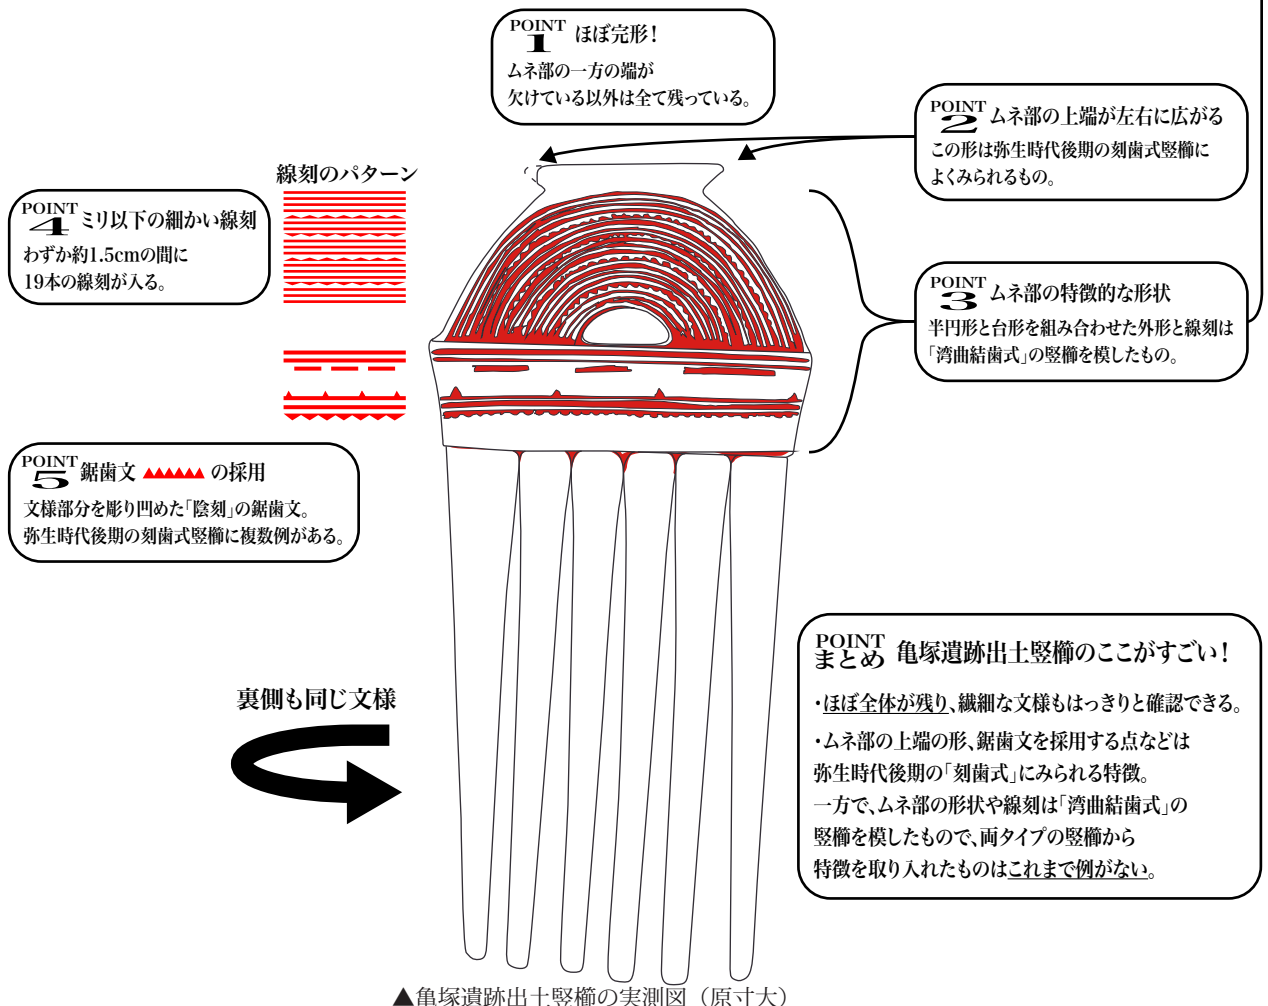 POINT 1 ほぼ完形！
ムネ部の一方の端が
欠けている以外は全て残っている。
POINT 2 ムネ部の上端が左右に広がる
この形は弥生時代後期の刻歯式竪櫛に
よくみられるもの。
線刻のパターン
POINT 4 ミリ以下の細かい線刻
わずか約1.5cmの間に
19本の線刻が入る。
POINT 3 ムネ部の特徴的な形状
半円形と台形を組み合わせた外形と線刻は
「湾曲結歯式」の竪櫛を模したもの。
POINT 5 鋸歯文 の採用
文様部分を彫り凹めた「陰刻」の鋸歯文。
弥生時代後期の刻歯式竪櫛に複数例がある。
裏側も同じ文様
POINT まとめ 亀塚遺跡出土竪櫛のここがすごい！
・ほぼ全体が残り、繊細な文様もはっきりと確認できる。
・ムネ部の上端の形、鋸歯文を採用する点などは
弥生時代後期の「刻歯式」にみられる特徴。
一方で、ムネ部の形状や線刻は「湾曲結歯式」の
竪櫛を模したもので、両タイプの竪櫛から
特徴を取り入れたものはこれまで例がない。
▲亀塚遺跡出土竪櫛の実測図（原寸大）